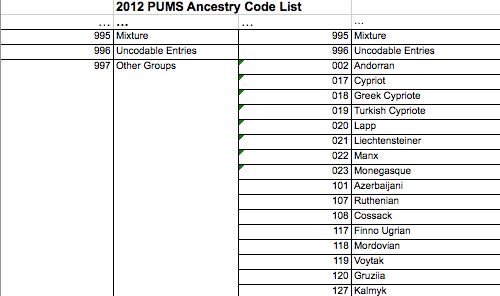 2012 PUMS Ancestry Code List
... ... ... ...
995 Mixture 995 Mixture
996 Uncodable Entries 996 Uncodable Entries
997 Other Groups 002 Andorran
017 Cypriot
018 Greek Cypriote
019 Turkish Cypriote
020 Lapp
021 Liechtensteiner
022 Manx
023 Monegasque
101 Azerbaijani
107 Ruthenian
108 Cossack
117 Finno Ugrian
118 Mordovian
119 Voytak
120 Gruziia
127 Kalmyk